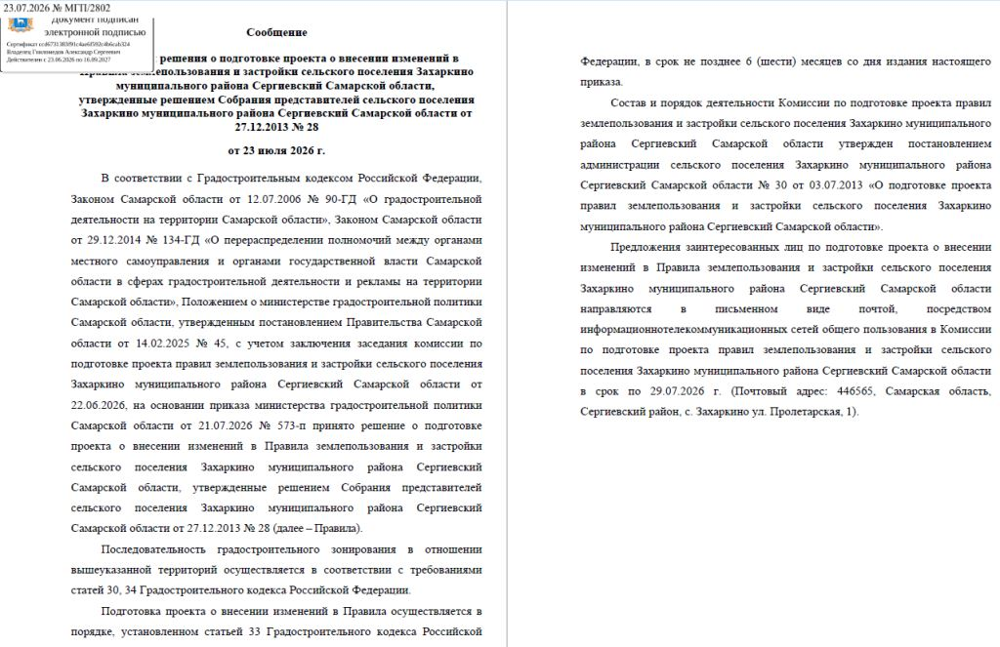 23.07.2026 № МГП/2802
Документ подписан
электронной подписью
Действителен с 23.06.2026 по 16.09.2027
Сообщение
решения о подготовке проекта о внесении изменений в
Правила землепользования и застройки сельского поселения Захаркино
муниципального района Сергиевский Самарской области,
утвержденные решением Собрания представителей сельского поселения
Захаркино муниципального района Сергиевский Самарской области от
27.12.2013 № 28
от 23 июля 2026 г.
В соответствии с Градостроительным кодексом Российской Федерации,
Законом Самарской области от 12.07.2006 № 90-ГД «О градостроительной
деятельности на территории Самарской области», Законом Самарской области
от 29.12.2014 № 134-ГД «О перераспределении полномочий между органами
местного самоуправления и органами государственной власти Самарской
области в сферах градостроительной деятельности и рекламы на территории
Самарской области», Положением о министерстве градостроительной политики
Самарской области, утвержденным постановлением Правительства Самарской
области от 14.02.2025 № 45, с учетом заключения заседания комиссии по
подготовке проекта правил землепользования и застройки сельского поселения
Захаркино муниципального района Сергиевский Самарской области от
22.06.2026, на основании приказа министерства градостроительной политики
Самарской области от 21.07.2026 № 573-п принято решение о подготовке
проекта о внесении изменений в Правила землепользования и застройки
сельского поселения Захаркино муниципального района Сергиевский
Самарской области, утвержденные решением Собрания представителей
сельского поселения Захаркино муниципального района Сергиевский
Самарской области от 27.12.2013 № 28 (далее – Правила).
Последовательность градостроительного зонирования в отношении
вышеуказанной территорий осуществляется в соответствии с требованиями
статей 30, 34 Градостроительного кодекса Российской Федерации.
Подготовка проекта о внесении изменений в Правила осуществляется в
порядке, установленном статьей 33 Градостроительного кодекса Российской
Федерации, в срок не позднее 6 (шести) месяцев со дня издания настоящего
приказа.
Состав и порядок деятельности Комиссии по подготовке проекта правил
землепользования и застройки сельского поселения Захаркино муниципального
района Сергиевский Самарской области утвержден постановлением
администрации сельского поселения Захаркино муниципального района
Сергиевский Самарской области № 30 от 03.07.2013 «О подготовке проекта
правил землепользования и застройки сельского поселения Захаркино
муниципального района Сергиевский Самарской области».
Предложения заинтересованных лиц по подготовке проекта о внесении
изменений в Правила землепользования и застройки сельского поселения
Захаркино муниципального района Сергиевский Самарской области
направляются в письменном виде почтой, посредством
информационнотелекоммуникационных сетей общего пользования в Комиссии
по подготовке проекта правил землепользования и застройки сельского
поселения Захаркино муниципального района Сергиевский Самарской области
в срок по 29.07.2026 г. (Почтовый адрес: 446565, Самарская область,
Сергиевский район, с. Захаркино ул. Пролетарская, 1).